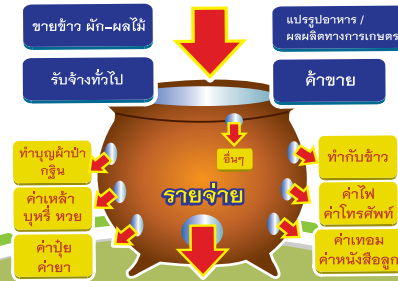 ขายข้าว ผัก-ผลไม้
แปรรูปอาหาร /
ผลผลิตทางการเกษตร
รับจ้างทั่วไป
ค้าขาย
ทำบุญผ้าป่า
กฐิน
อื่นๆ
ทำกับข้าว
ค่าเหล้า
บุหรี่ หวย
รายจ่าย
ค่าไฟ
ค่าโทรศัพท์
ค่าปุ๋ย
ค่ายา
ค่าเทอม
ค่าหนังสือลูก